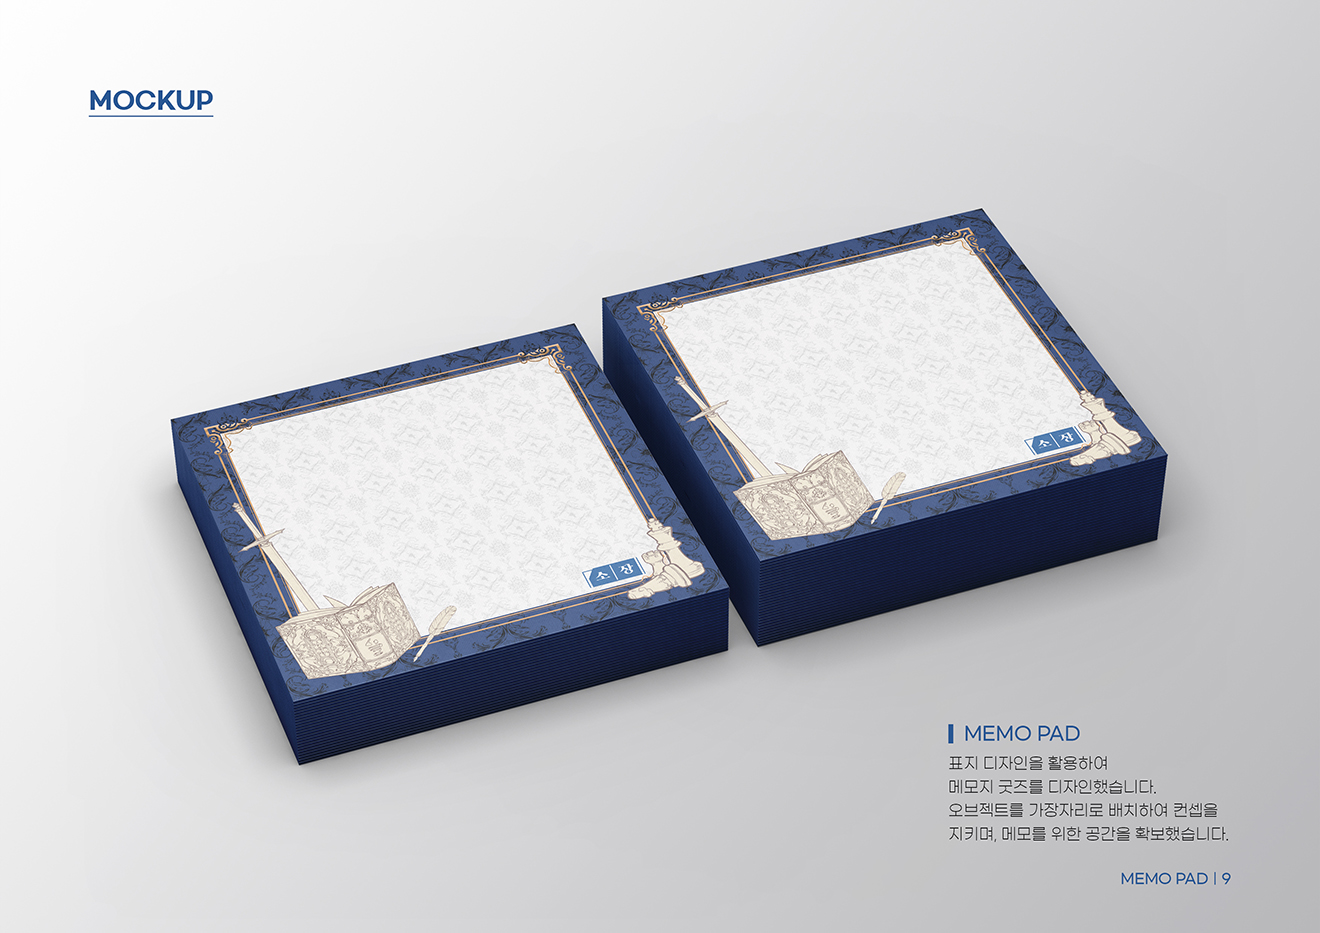 MOCKUP
소장
소장
MEMO PAD
표지 디자인을 활용하여
메모지 굿즈를 디자인했습니다.
오브젝트를 가장자리로 배치하여 컨셉을
지키며, 메모를 위한 공간을 확보했습니다.
MEMO PAD | 9